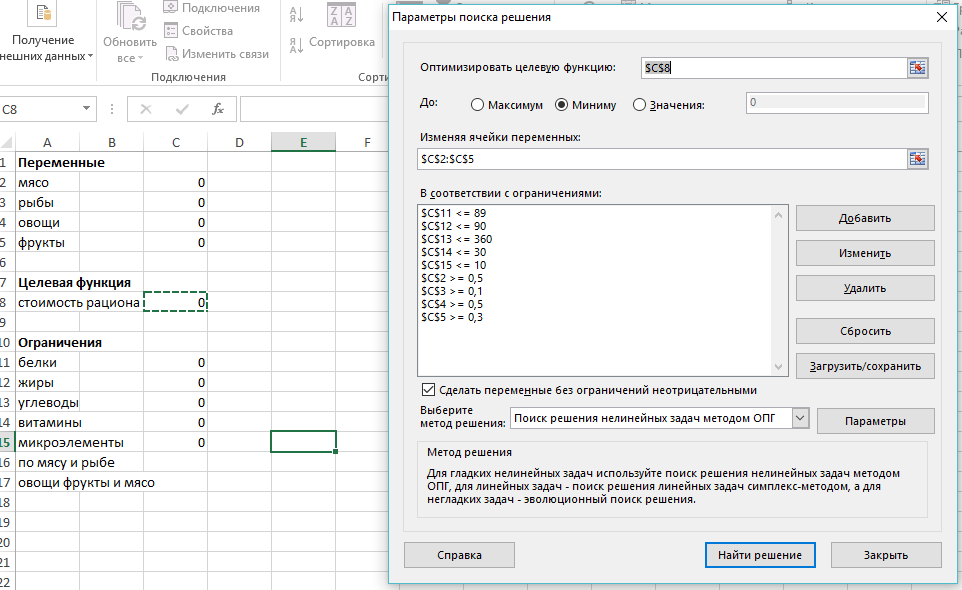 Получение
нешних данных
Обновить
все
Подключения
Свойства
Изменить связи
Подключения
А Я
Я А
Сортировка
Сорти
C8
fx
A B C D E F
1 Переменные
2 мясо 0
3 рыбы 0
4 овощи 0
5 фрукты 0
6
7 Целевая функция
8 стоимость рациона 0
9
10 Ограничения
11 белки 0
12 жиры 0
13 углеводы 0
14 витамины 0
15 микроэлементы 0
16 по мясу и рыбе
17 овощи фрукты и мясо
18
19
20
21
22
Параметры поиска решения
Оптимизировать целевую функцию: $C$8
До: Максимум Миниму Значения: 0
Изменяя ячейки переменных:
$C$2:$C$5
В соответствии с ограничениями:
$C$11 <= 89
$C$12 <= 90
$C$13 <= 360
$C$14 <= 30
$C$15 <= 10
$C$2 >= 0,5
$C$3 >= 0,1
$C$4 >= 0,5
$C$5 >= 0,3
Добавить
Изменить
Удалить
Сбросить
Загрузить/сохранить
Сделать переменные без ограничений неотрицательными
Выберите
метод решения:
Поиск решения нелинейных задач методом ОПГ
Параметры
Метод решения
Для гладких нелинейных задач используйте поиск решения нелинейных задач методом
ОПГ, для линейных задач - поиск решения линейных задач симплекс-методом, а для
негладких задач - эволюционный поиск решения.
Справка
Найти решение
Закрыть